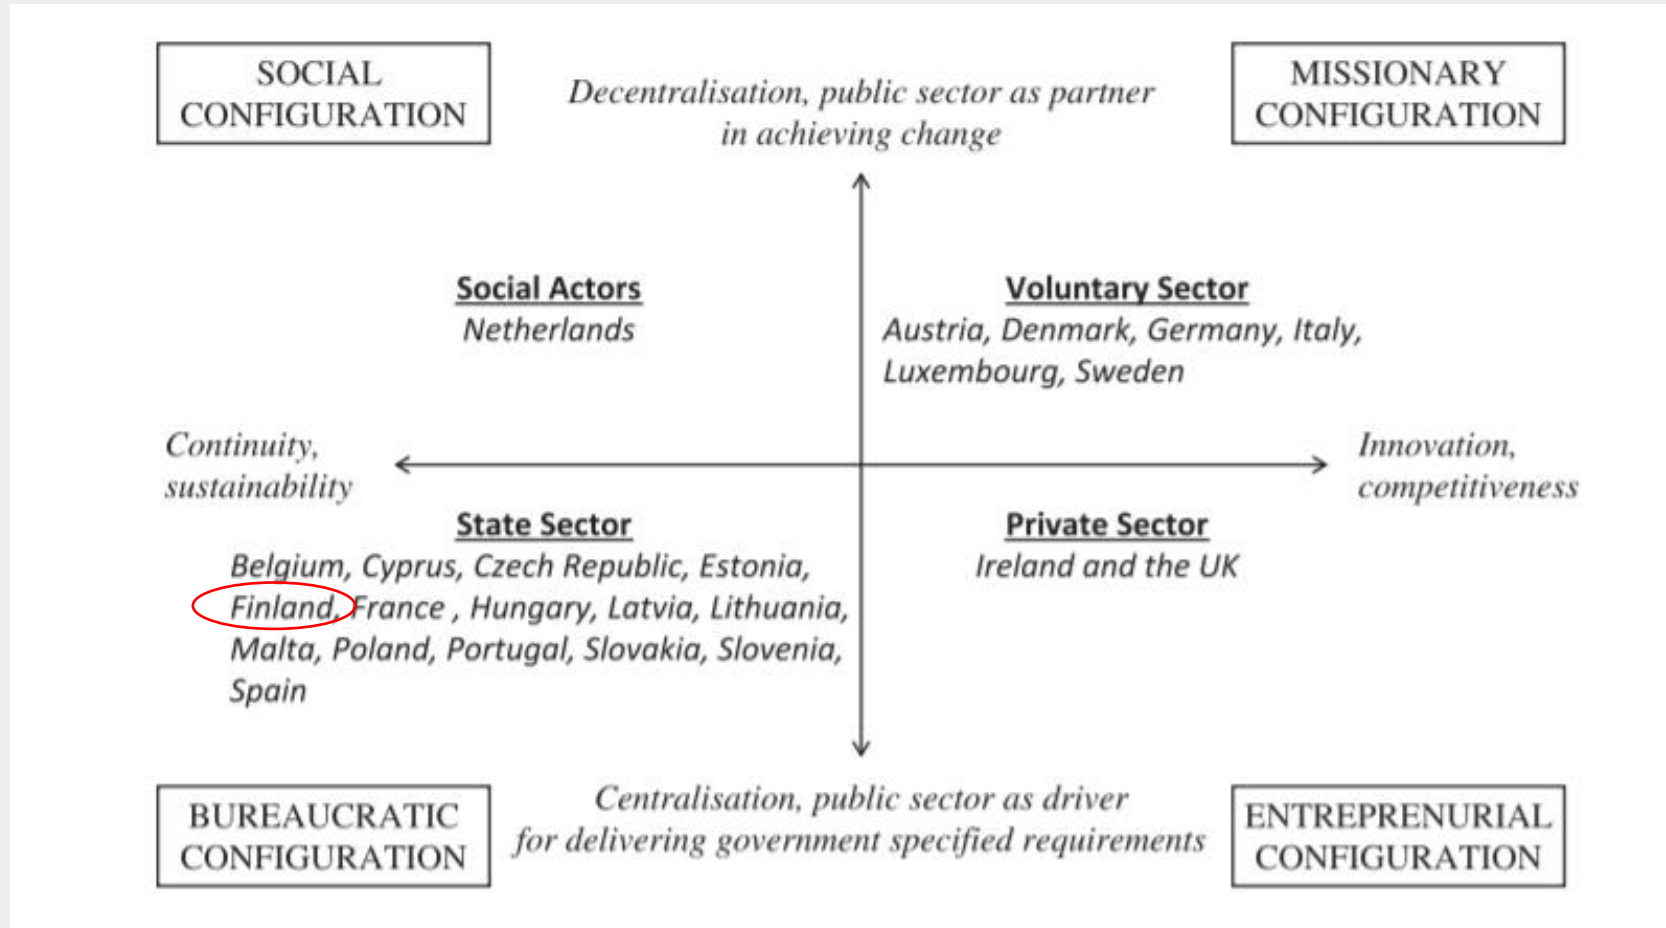 SOCIAL
CONFIGURATION
Decentralisation, public sector as partner
in achieving change
MISSIONARY
CONFIGURATION
Social Actors
Netherlands
Voluntary Sector
Austria, Denmark, Germany, Italy,
Luxembourg, Sweden
Continuity,
sustainability
Innovation,
competitiveness
State Sector
Belgium, Cyprus, Czech Republic, Estonia,
Finland, France , Hungary, Latvia, Lithuania,
Malta, Poland, Portugal, Slovakia, Slovenia,
Spain
Private Sector
Ireland and the UK
BUREAUCRATIC
CONFIGURATION
Centralisation, public sector as driver
for delivering government specified requirements
ENTREPRENURIAL
CONFIGURATION